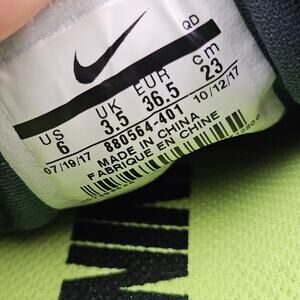 QD
US UK EUR cm
6 3.5 36.5 23
07/19/17 880564-401 10/12/17
MADE IN CHINA
FABRIQUÉ EN CHINE